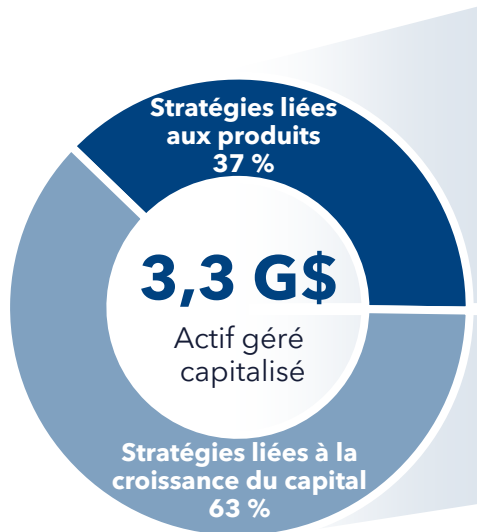 Stratégies liées
aux produits
37 %
3,3 G$
Actif géré
capitalisé
Stratégies liées à la
croissance du capital
63 %